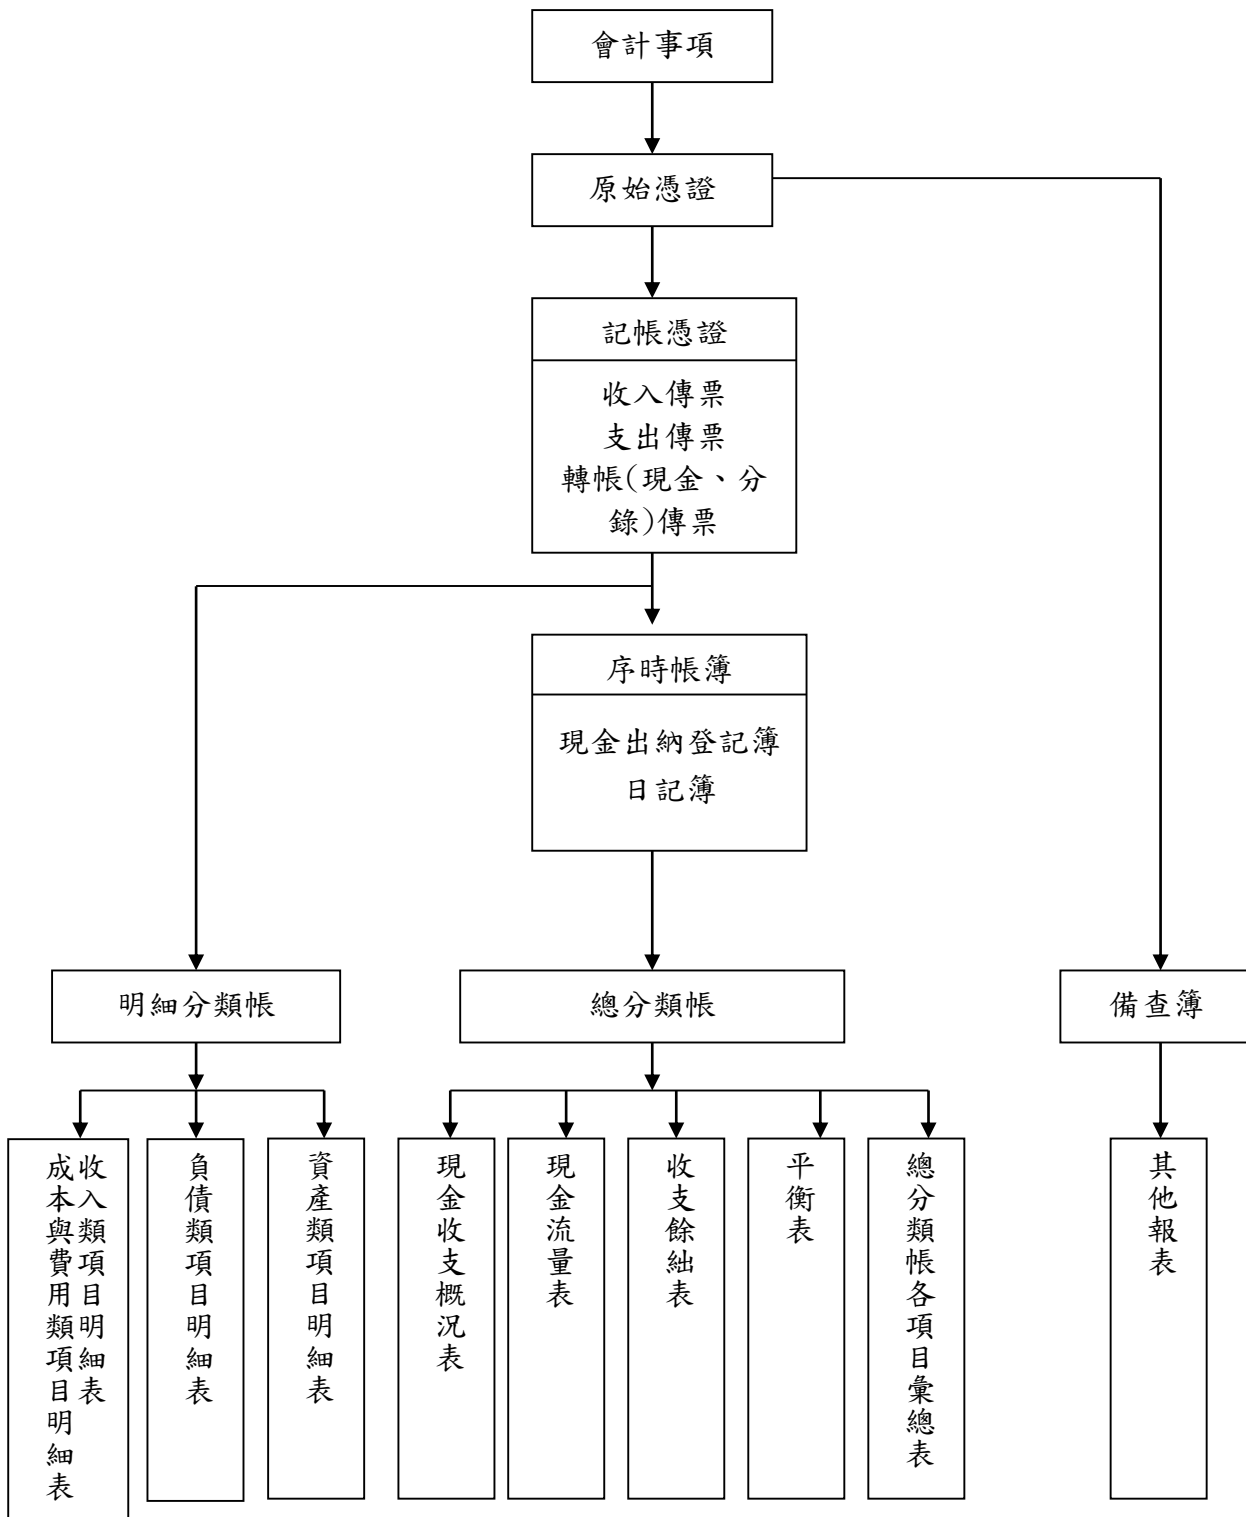 會計事項
原始憑證
記帳憑證
收入傳票
支出傳票
轉帳(現金、分
錄)傳票
序時帳簿
現金出納登記簿
日記簿
明細分類帳
總分類帳
備查簿
收入類項目明細表
成本與費用類項目明細表
負債類項目明細表
資產類項目明細表
現金收支概況表
現金流量表
收支餘絀表
平衡表
總分類帳各項目彙總表
其他報表